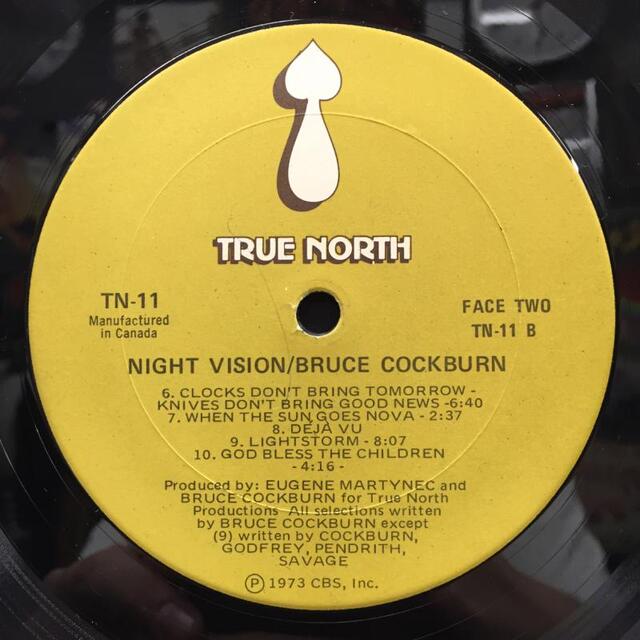 TRUE NORTH
TN-11
Manufactured
in Canada
FACE TWO
TN-11 B
NIGHT VISION/BRUCE COCKBURN
6. CLOCKS DON'T BRING TOMORROW -
KNIVES DON'T BRING GOOD NEWS -6:40
7. WHEN THE SUN GOES NOVA - 2:37
8. DÉJÀ VU
9. LIGHTSTORM - 8:07
10. GOD BLESS THE CHILDREN
- 4:16 -
Produced by: EUGENE MARTYNEC and
BRUCE COCKBURN for True North
Productions All selections written
by BRUCE COCKBURN except
(9) written by COCKBURN,
GODFREY, PENDRITH,
SAVAGE
Ⓟ 1973 CBS, Inc.